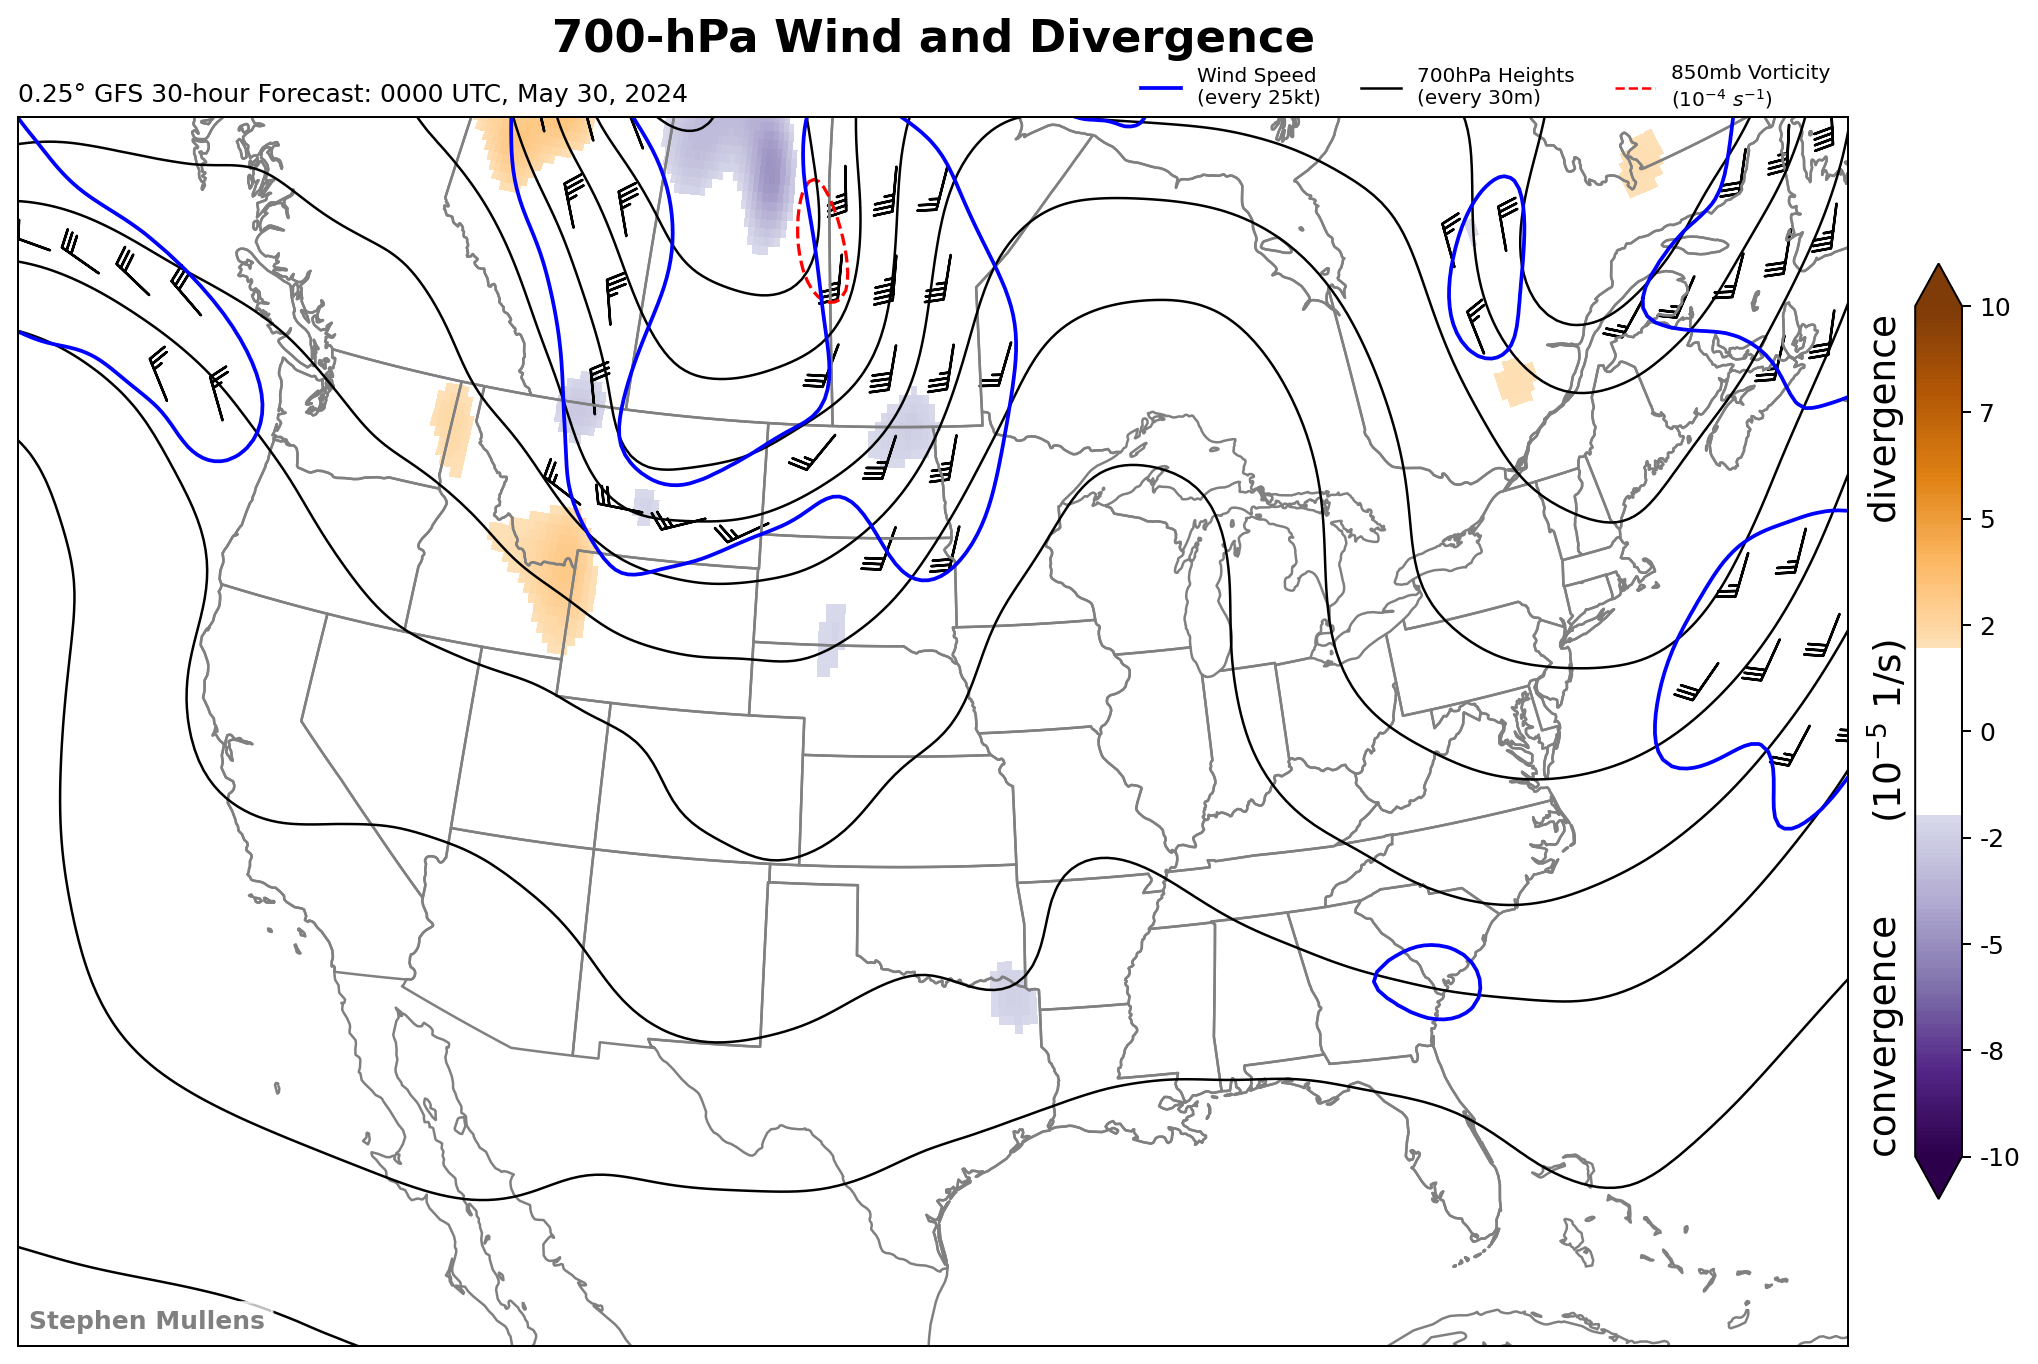 700-hPa Wind and Divergence
0.25° GFS 30-hour Forecast: 0000 UTC, May 30, 2024
Wind Speed
(every 25kt)
700hPa Heights
(every 30m)
850mb Vorticity
(10⁻⁴ s⁻¹)
10
7
5
2
0
-2
-5
-8
-10
convergence (10⁻⁵ 1/s) divergence
Stephen Mullens